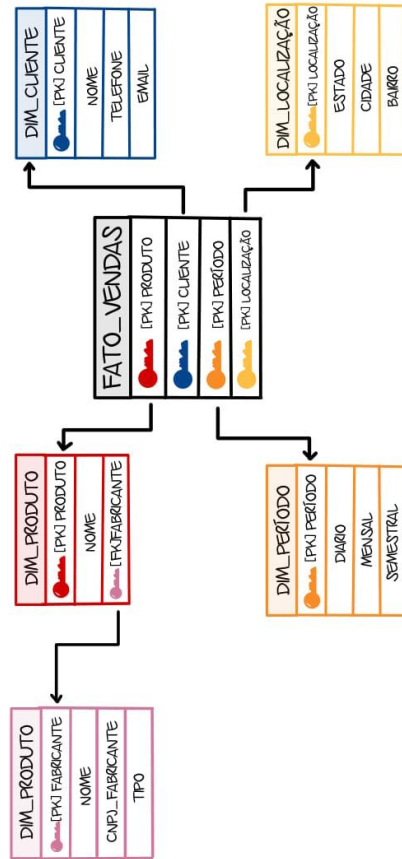 DIM_PRODUTO
[PK] FABRICANTE
NOME
CNPJ_FABRICANTE
TIPO
DIM_PRODUTO
[PK] PRODUTO
NOME
[FK]FABRICANTE
FATO_VENDAS
[PK] PRODUTO
[PK] CLIENTE
[PK] PERÍODO
[PK] LOCALIZAÇÃO
DIM_CLIENTE
[PK] CLIENTE
NOME
TELEFONE
EMAIL
DIM_PERÍODO
[PK] PERÍODO
DIARIO
MENSAL
SEMESTRAL
DIM_LOCALIZAÇÃO
[PK] LOCALIZAÇÃO
ESTADO
CIDADE
BAIRRO